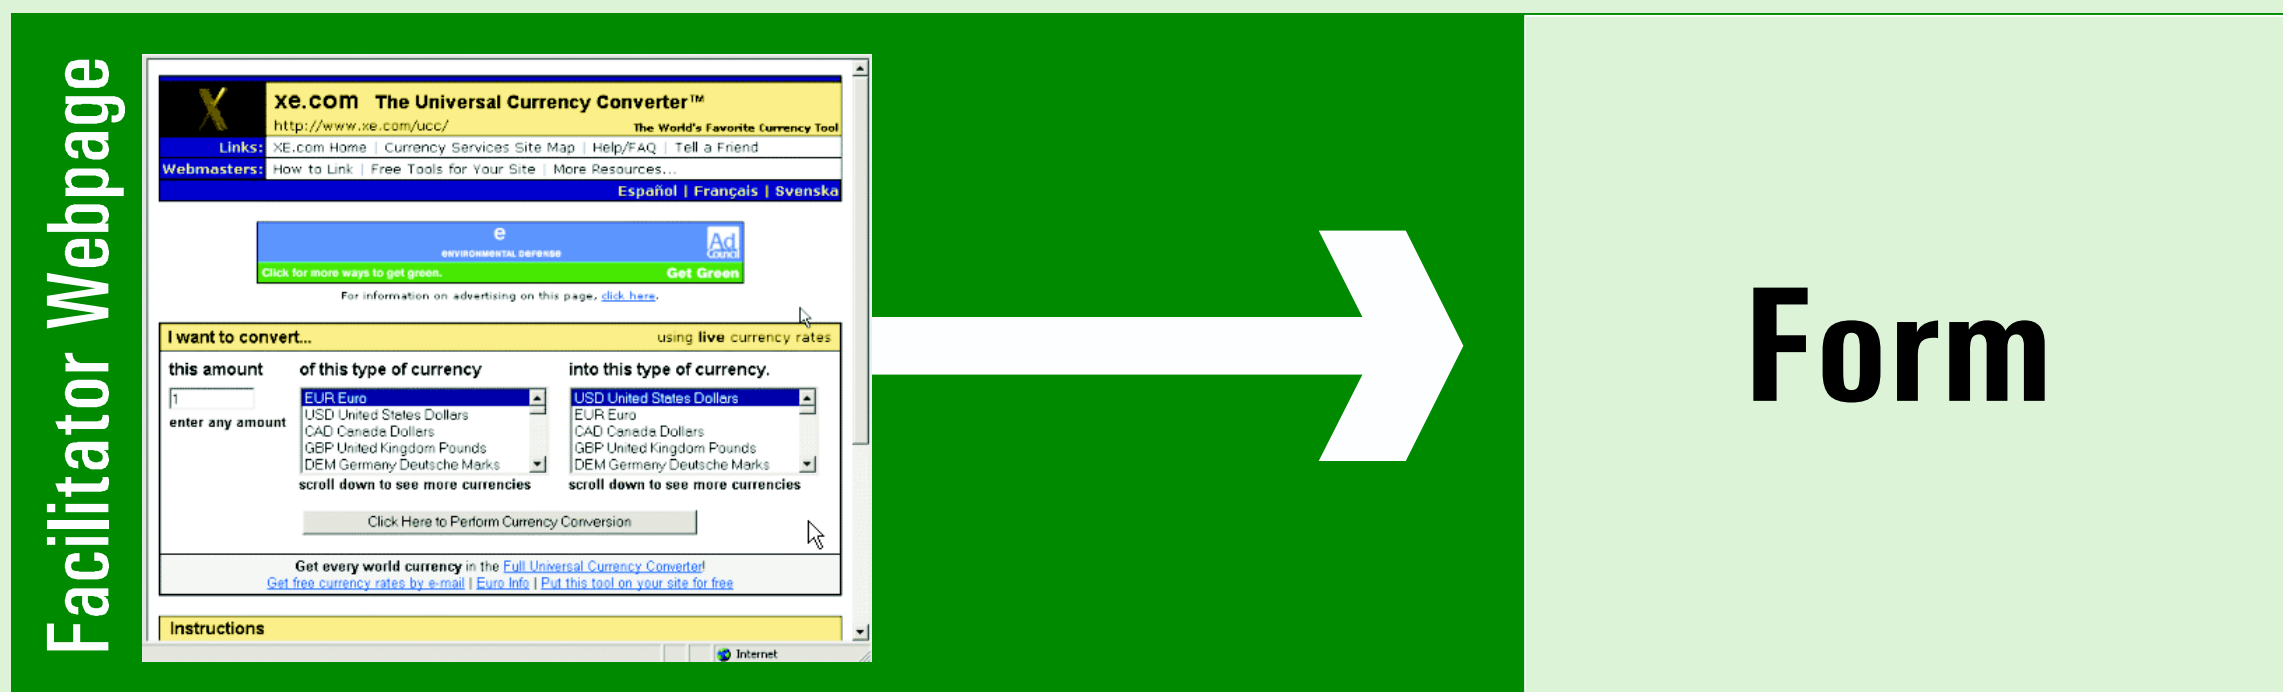 Facilitator Webpage
X
xe.com The Universal Currency Converter™
http://www.xe.com/ucc/ The World's Favorite Currency Tool
Links: XE.com Home | Currency Services Site Map | Help/FAQ | Tell a Friend
Webmasters: How to Link | Free Tools for Your Site | More Resources...
Español | Français | Svenska
e
ENVIRONMENTAL DEFENSE
Ad
Council
Click for more ways to get green. Get Green
For information on advertising on this page, click here.
I want to convert... using live currency rates
this amount of this type of currency into this type of currency.
1
enter any amount
EUR Euro
USD United States Dollars
CAD Canada Dollars
GBP United Kingdom Pounds
DEM Germany Deutsche Marks
scroll down to see more currencies
USD United States Dollars
EUR Euro
CAD Canada Dollars
GBP United Kingdom Pounds
DEM Germany Deutsche Marks
scroll down to see more currencies
Click Here to Perform Currency Conversion
Get every world currency in the Full Universal Currency Converter!
Get free currency rates by e-mail | Euro Info | Put this tool on your site for free
Instructions
Internet
Form